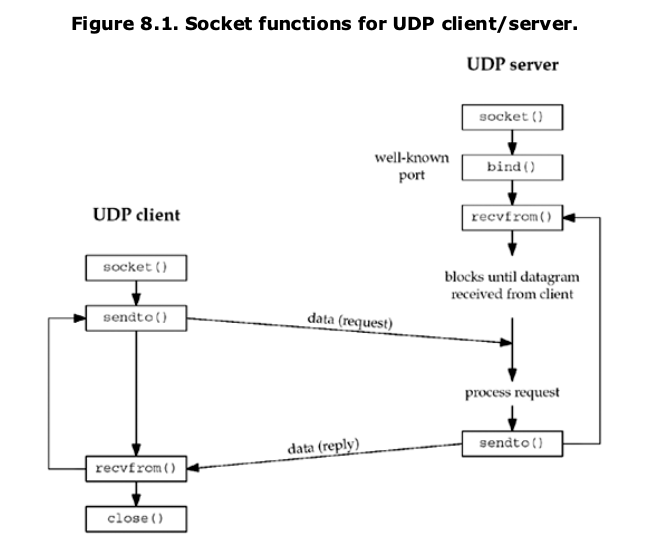 Figure 8.1. Socket functions for UDP client/server.
UDP server
socket()
well-known
port
bind()
recvfrom()
blocks until datagram
received from client
UDP client
socket()
sendto()
data (request)
process request
sendto()
data (reply)
recvfrom()
close()